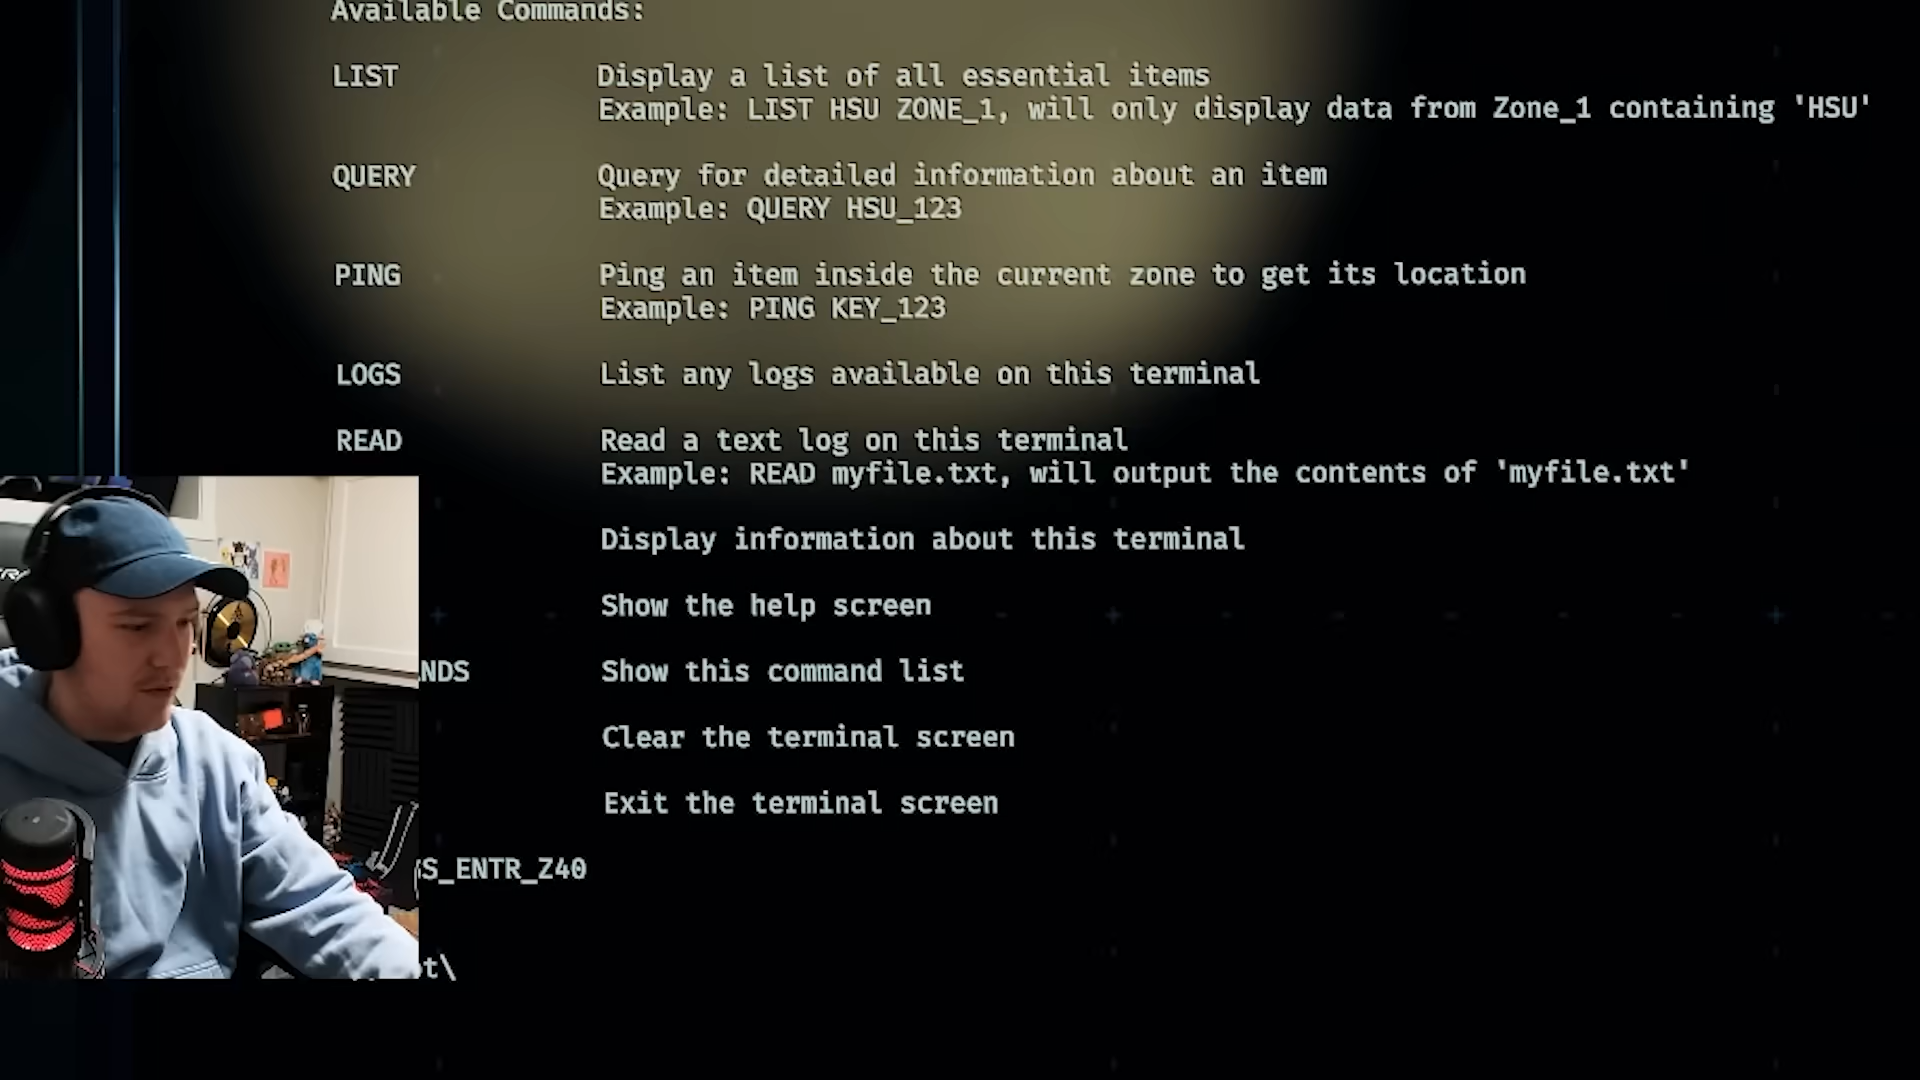 Available Commands:
LIST Display a list of all essential items
Example: LIST HSU ZONE_1, will only display data from Zone_1 containing 'HSU'
QUERY Query for detailed information about an item
Example: QUERY HSU_123
PING Ping an item inside the current zone to get its location
Example: PING KEY_123
LOGS List any logs available on this terminal
READ Read a text log on this terminal
Example: READ myfile.txt, will output the contents of 'myfile.txt'
Display information about this terminal
Show the help screen
NDS Show this command list
Clear the terminal screen
Exit the terminal screen
S_ENTR_Z40
t\